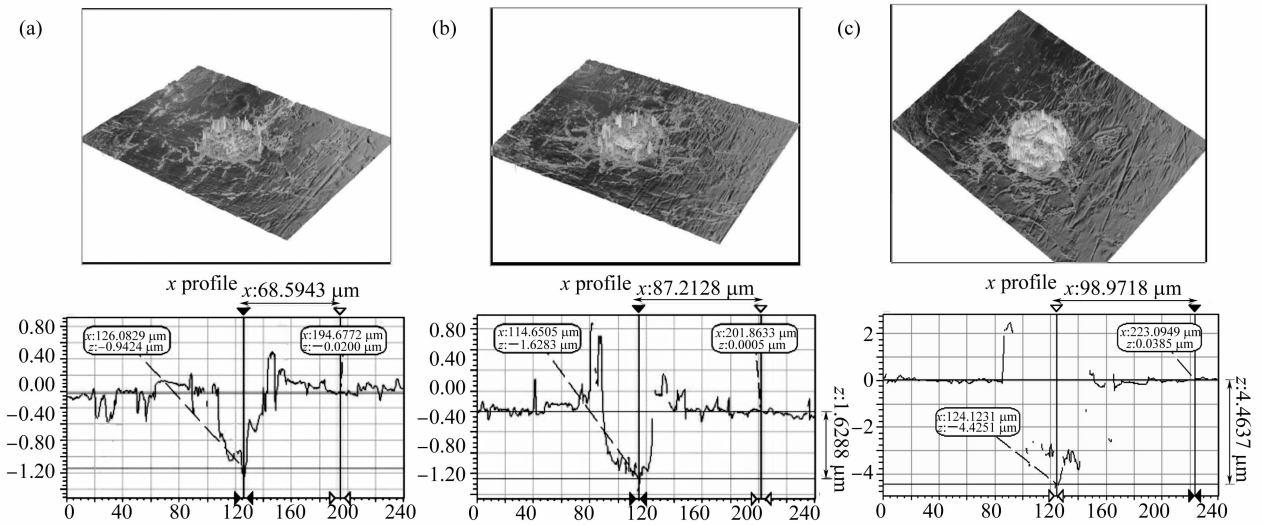 (a)
(b)
(c)
x profile
x:68.5943 μm
x:126.0829 μm
z:−0.9424 μm
x:194.6772 μm
z:−0.0200 μm
0.80
0.40
0.00
−0.40
−0.80
−1.20
0 40 80 120 160 200 240
x profile
x:87.2128 μm
x:114.6505 μm
z:−1.6283 μm
x:201.8633 μm
z:0.0005 μm
0.80
0.40
0.00
−0.40
−0.80
−1.20
z:1.6288 μm
0 40 80 120 160 200 240
x profile
x:98.9718 μm
x:223.0949 μm
z:0.0385 μm
x:124.1231 μm
z:−4.4251 μm
2
0
−2
−4
z:4.4637 μm
0 40 80 120 160 200 240